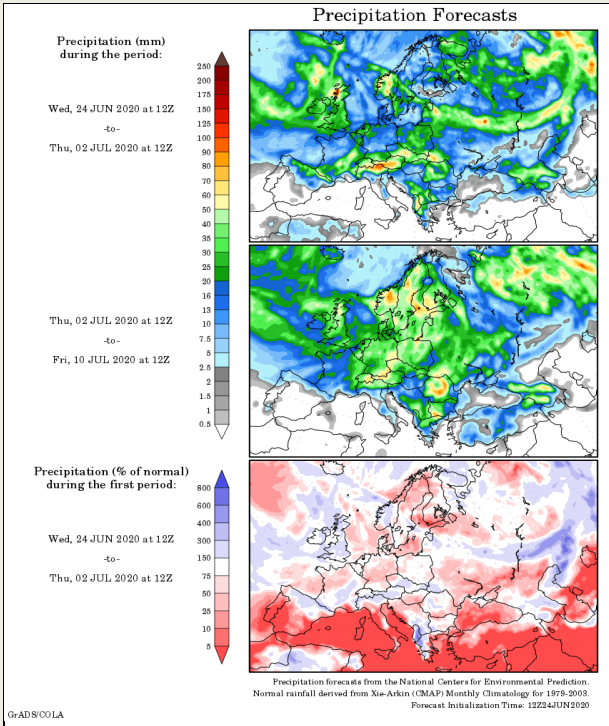 Precipitation Forecasts
Precipitation (mm)
during the period:
Wed, 24 JUN 2020 at 12Z
-to-
Thu, 02 JUL 2020 at 12Z
250
200
175
150
125
100
90
80
70
60
50
40
35
30
25
20
16
13
10
7.5
5
2.5
2
1.5
1
0.5
Thu, 02 JUL 2020 at 12Z
-to-
Fri, 10 JUL 2020 at 12Z
Precipitation (% of normal)
during the first period:
Wed, 24 JUN 2020 at 12Z
-to-
Thu, 02 JUL 2020 at 12Z
800
600
400
300
150
75
50
25
10
5
Precipitation forecasts from the National Centers for Environmental Prediction.
Normal rainfall derived from Xie-Arkin (CMAP) Monthly Climatology for 1979-2003.
Forecast Initialization Time: 12Z24JUN2020
GrADS/COLA